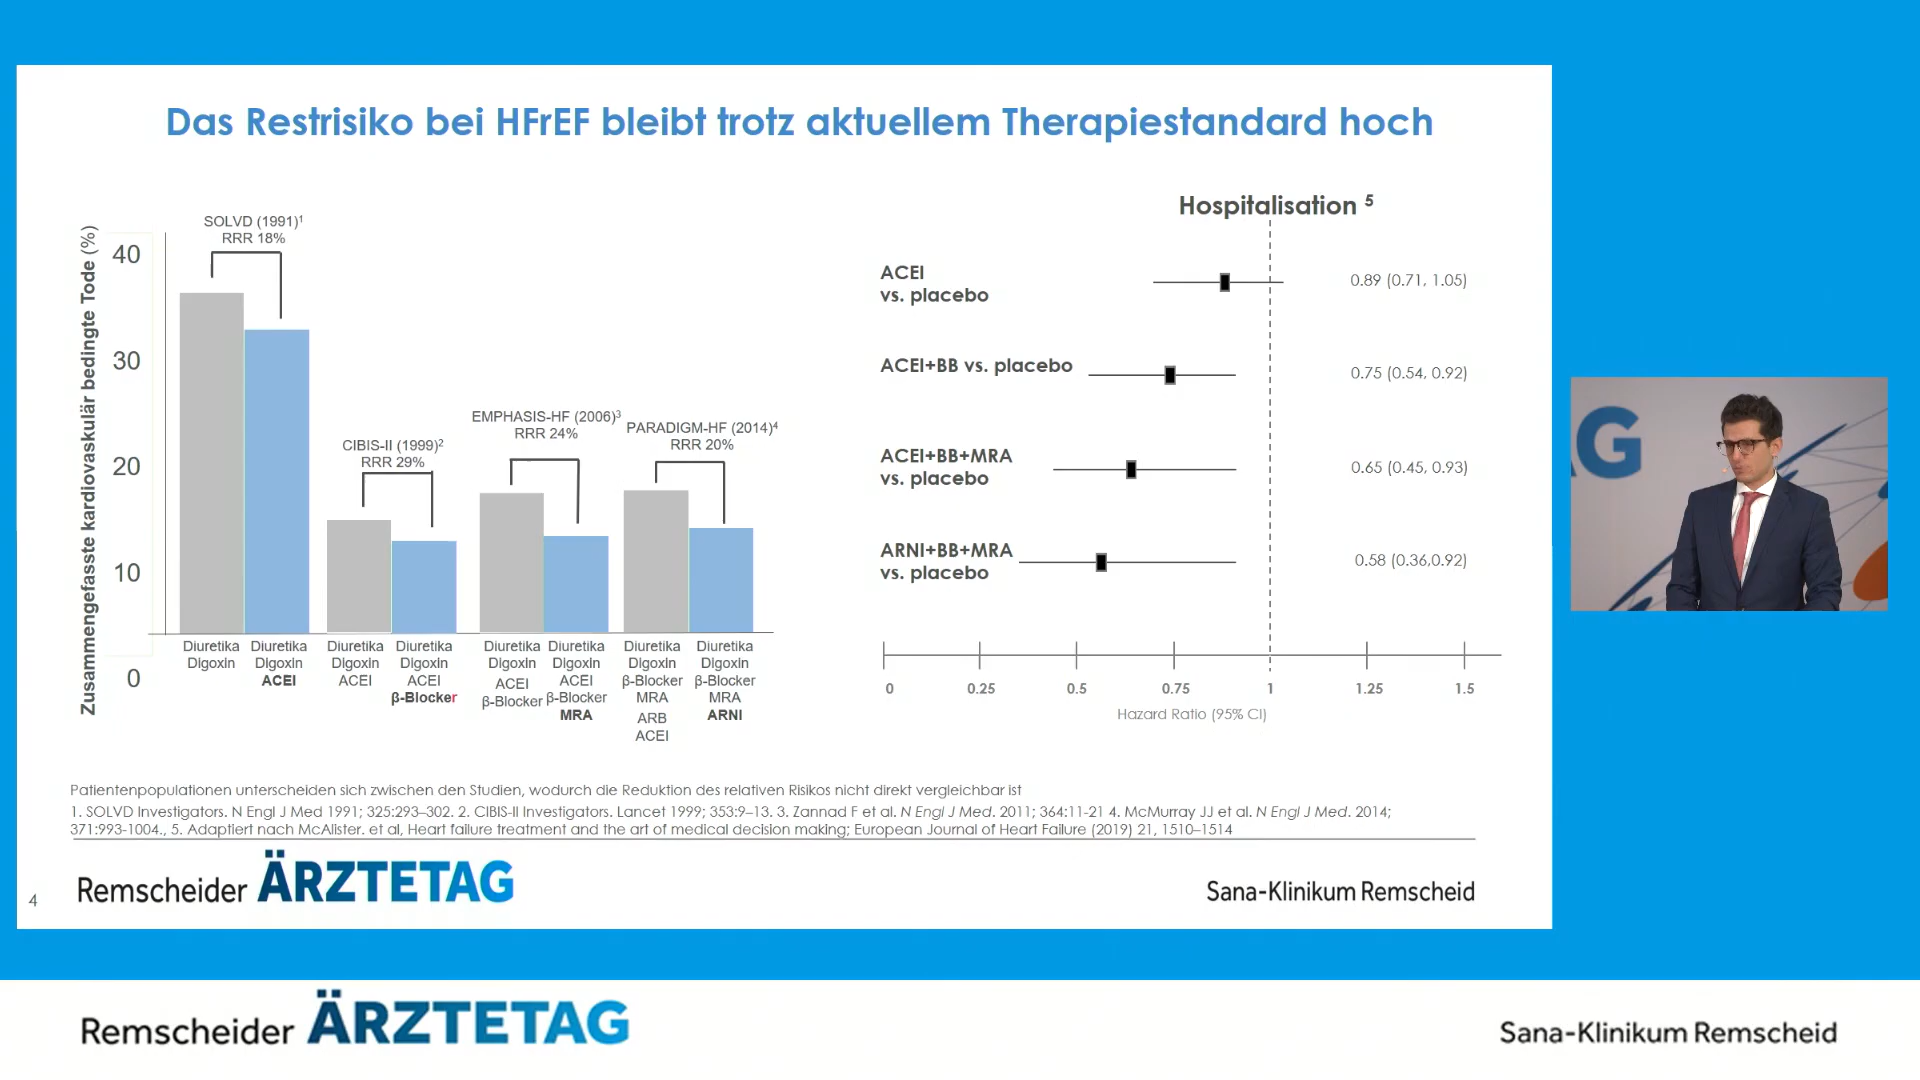 Das Restrisiko bei HFrEF bleibt trotz aktuellem Therapiestandard hoch
Zusammengefasste kardiovaskulär bedingte Tode (%)
40
30
20
10
0
SOLVD (1991)¹
RRR 18%
CIBIS-II (1999)²
RRR 29%
EMPHASIS-HF (2006)³
RRR 24%
PARADIGM-HF (2014)⁴
RRR 20%
Diuretika
Digoxin
Diuretika
Digoxin
ACEI
Diuretika
Digoxin
ACEI
Diuretika
Digoxin
ACEI
β-Blocker
Diuretika
Digoxin
ACEI
β-Blocker
Diuretika
Digoxin
ACEI
β-Blocker
MRA
Diuretika
Digoxin
β-Blocker
MRA
ARB
ACEI
Diuretika
Digoxin
β-Blocker
MRA
ARNI
Hospitalisation ⁵
ACEI
vs. placebo
0.89 (0.71, 1.05)
ACEI+BB vs. placebo
0.75 (0.54, 0.92)
ACEI+BB+MRA
vs. placebo
0.65 (0.45, 0.93)
ARNI+BB+MRA
vs. placebo
0.58 (0.36,0.92)
0 0.25 0.5 0.75 1 1.25 1.5
Hazard Ratio (95% CI)
Patientenpopulationen unterscheiden sich zwischen den Studien, wodurch die Reduktion des relativen Risikos nicht direkt vergleichbar ist
1. SOLVD Investigators. N Engl J Med 1991; 325:293–302. 2. CIBIS-II Investigators. Lancet 1999; 353:9–13. 3. Zannad F et al. N Engl J Med. 2011; 364:11-21 4. McMurray JJ et al. N Engl J Med. 2014;
371:993-1004., 5. Adaptiert nach McAlister. et al, Heart failure treatment and the art of medical decision making; European Journal of Heart Failure (2019) 21, 1510–1514
4
Remscheider ÄRZTETAG
Sana-Klinikum Remscheid
AG
Remscheider ÄRZTETAG
Sana-Klinikum Remscheid